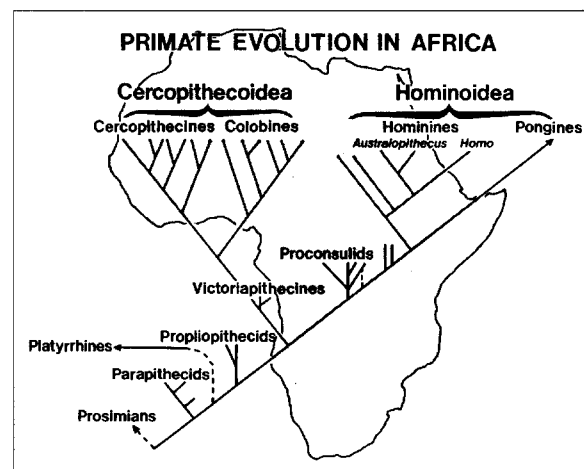 PRIMATE EVOLUTION IN AFRICA
Cercopithecoidea Hominoidea
Cercopithecines Colobines Hominines Pongines
Australopithecus Homo
Proconsulids
Victoriapithecines
Propliopithecids
Platyrrhines
Parapithecids
Prosimians